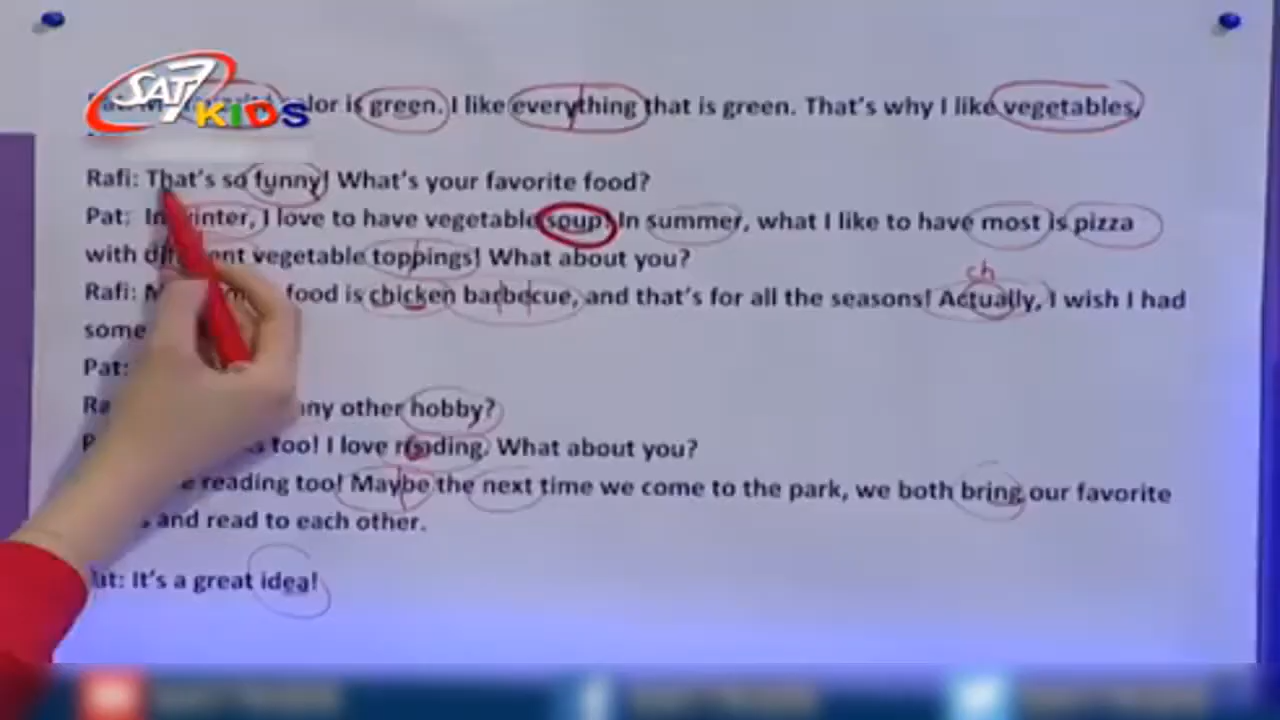 SAT7 KIDS
color is green. I like everything that is green. That's why I like vegetables,
Rafi: That's so funny! What's your favorite food?
Pat: In winter, I love to have vegetable soup! In summer, what I like to have most is pizza
with different vegetable toppings! What about you?
ch
Rafi: food is chicken barbecue, and that's for all the seasons! Actually, I wish I had
some
Pat:
any other hobby?
too! I love reading. What about you?
reading too! Maybe the next time we come to the park, we both bring our favorite
and read to each other.
It's a great idea!